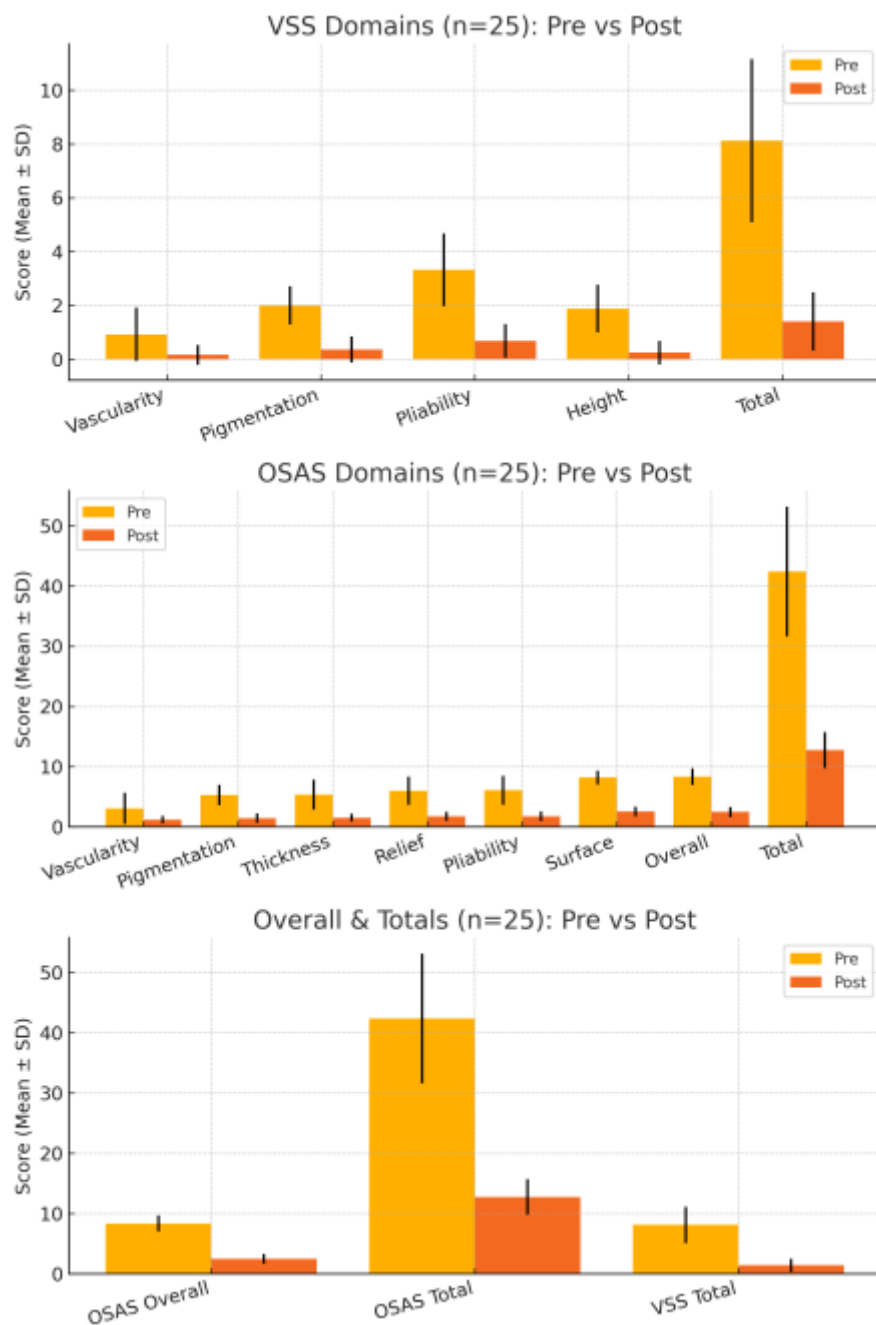 VSS Domains (n=25): Pre vs Post
Pre
Post
Score (Mean ± SD)
10
8
6
4
2
0
Vascularity
Pigmentation
Pliability
Height
Total
OSAS Domains (n=25): Pre vs Post
Pre
Post
Score (Mean ± SD)
50
40
30
20
10
0
Vascularity
Pigmentation
Thickness
Relief
Pliability
Surface
Overall
Total
Overall & Totals (n=25): Pre vs Post
Pre
Post
Score (Mean ± SD)
50
40
30
20
10
0
OSAS Overall
OSAS Total
VSS Total